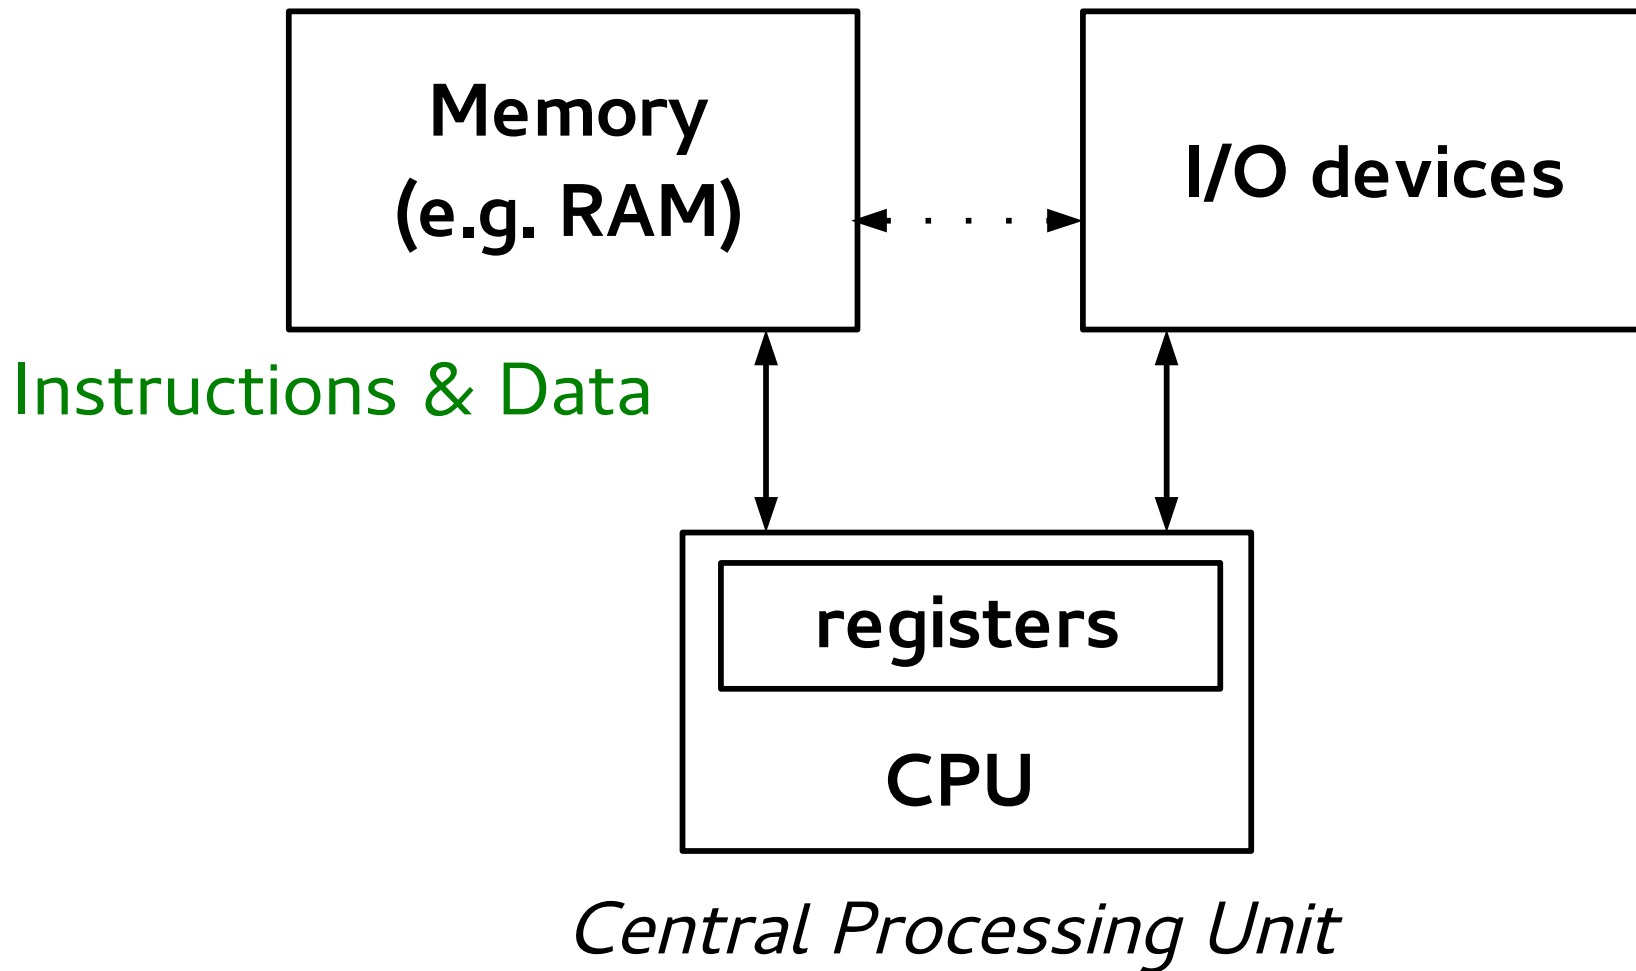 Memory
(e.g. RAM)
I/O devices
Instructions & Data
registers
CPU
Central Processing Unit